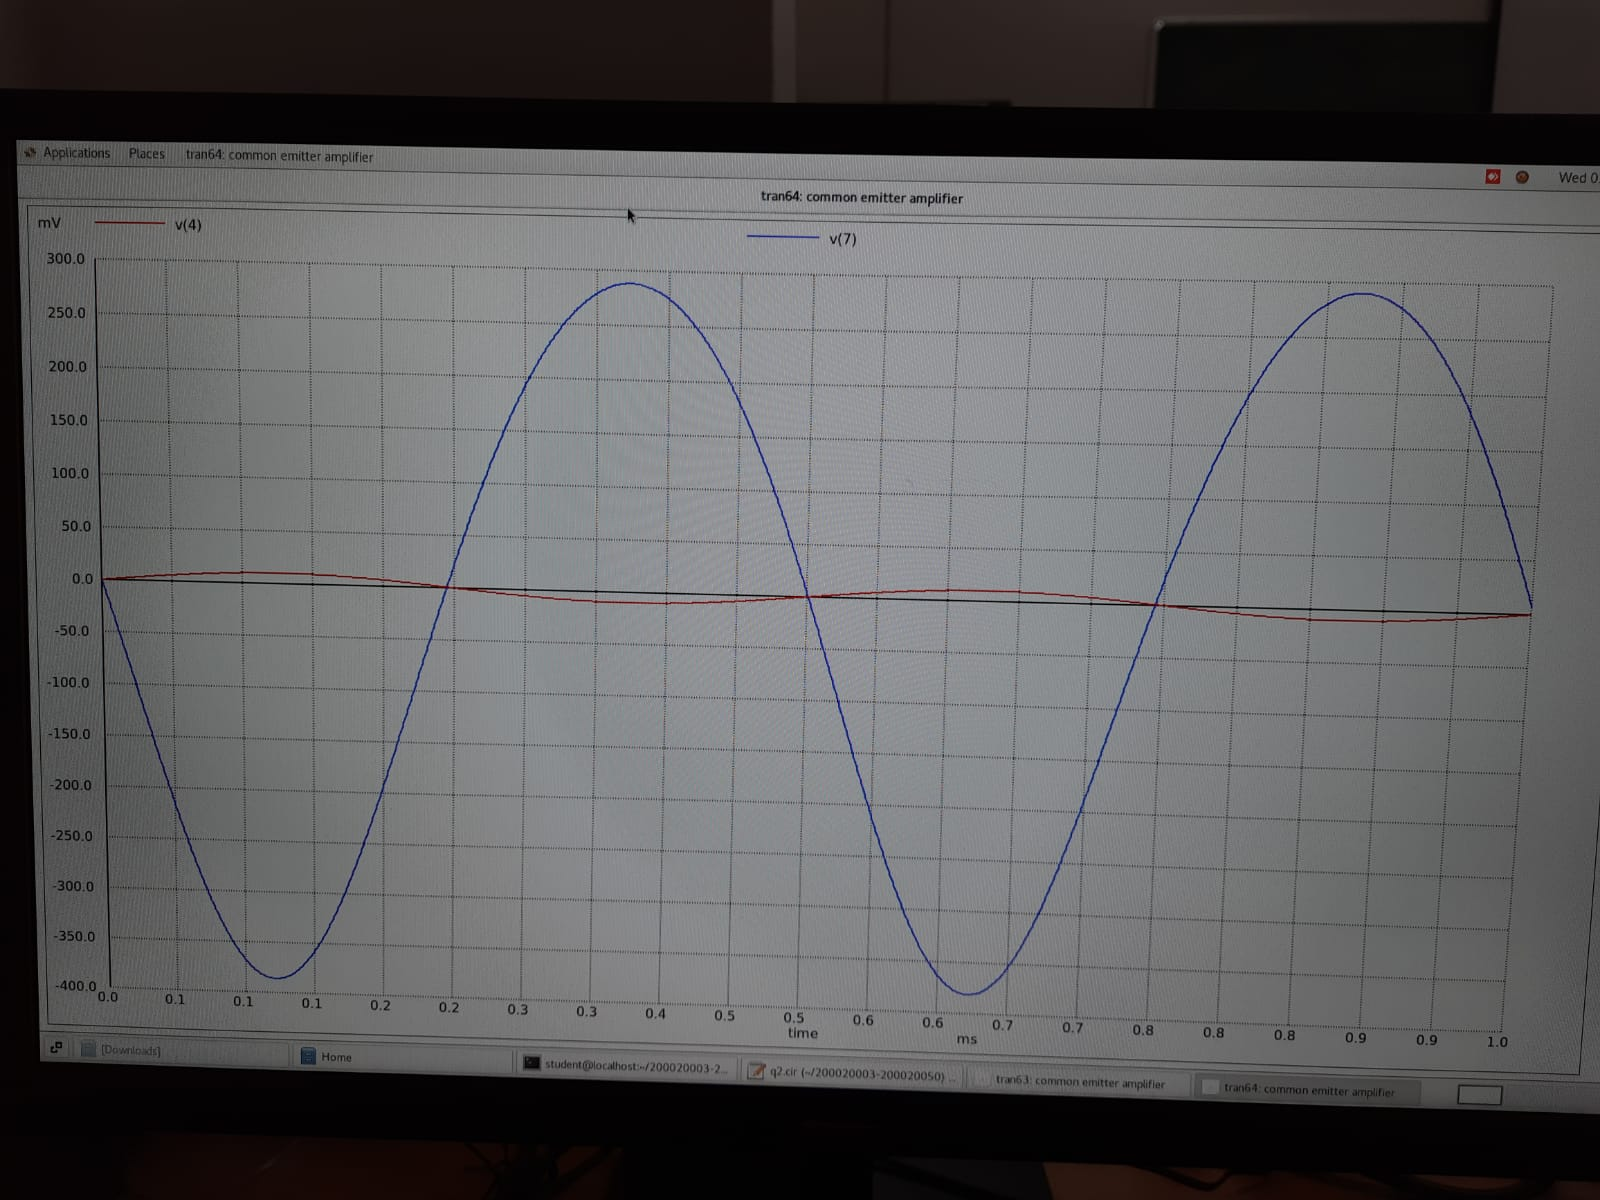 Applications Places tran64: common emitter amplifier
Wed 0
tran64: common emitter amplifier
mV v(4) v(7)
300.0
250.0
200.0
150.0
100.0
50.0
0.0
-50.0
-100.0
-150.0
-200.0
-250.0
-300.0
-350.0
-400.0
0.0 0.1 0.1 0.1 0.2 0.2 0.3 0.3 0.4 0.5 0.5 0.6 0.6 0.7 0.7 0.8 0.8 0.8 0.9 0.9 1.0
time ms
[Downloads] Home student@localhost:~/200020003-2... q2.cir (~/200020003-200020050) ... tran63: common emitter amplifier tran64: common emitter amplifier